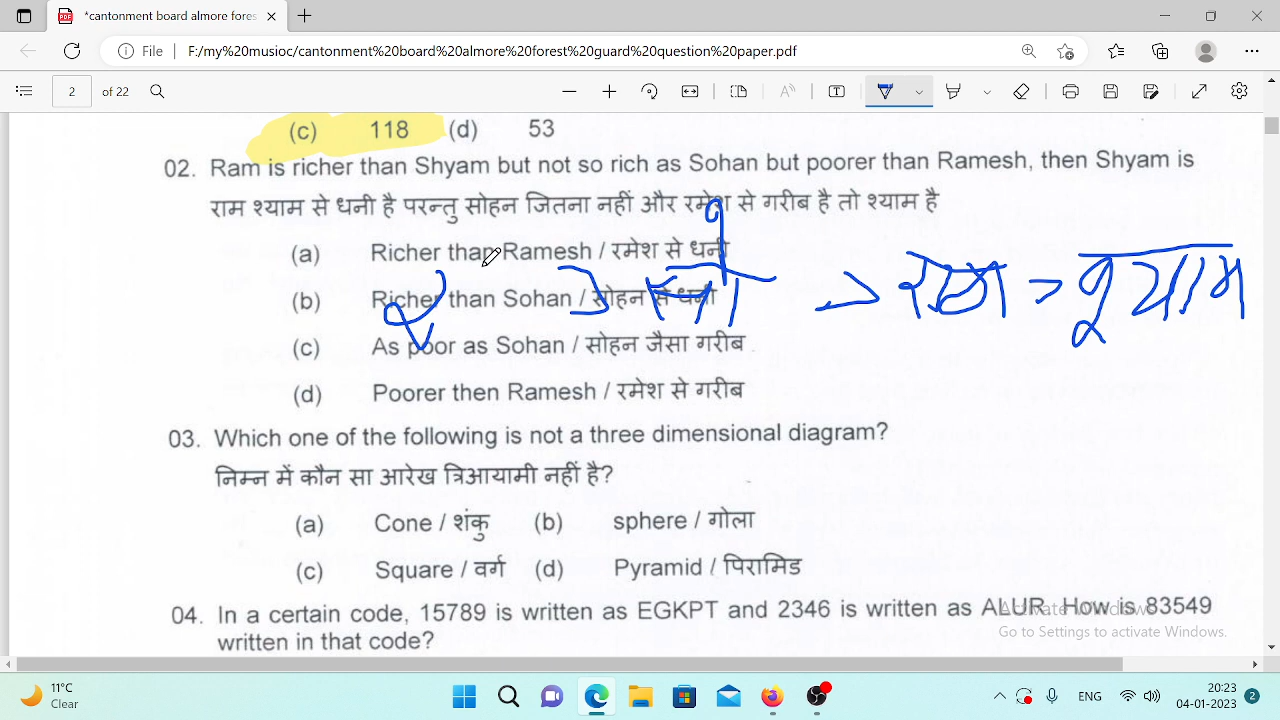 *cantonment board almore fores
File F:/my%20musioc/cantonment%20board%20almore%20forest%20guard%20question%20paper.pdf
2 of 22
(c) 118 (d) 53
02. Ram is richer than Shyam but not so rich as Sohan but poorer than Ramesh, then Shyam is
राम श्याम से धनी है परन्तु सोहन जितना नहीं और रमेश से गरीब है तो श्याम है
(a) Richer than Ramesh / रमेश से धनी
(b) Richer than Sohan / सोहन से धनी
> राम > श्याम
(c) As poor as Sohan / सोहन जैसा गरीब
(d) Poorer then Ramesh / रमेश से गरीब
03. Which one of the following is not a three dimensional diagram?
निम्न में कौन सा आरेख त्रिआयामी नहीं है?
(a) Cone / शंकु (b) sphere / गोला
(c) Square / वर्ग (d) Pyramid / पिरामिड
04. In a certain code, 15789 is written as EGKPT and 2346 is written as ALUR. How is 83549
written in that code?
Activate Windows
Go to Settings to activate Windows.
11°C
Clear
ENG
20:23
04-01-2023
2